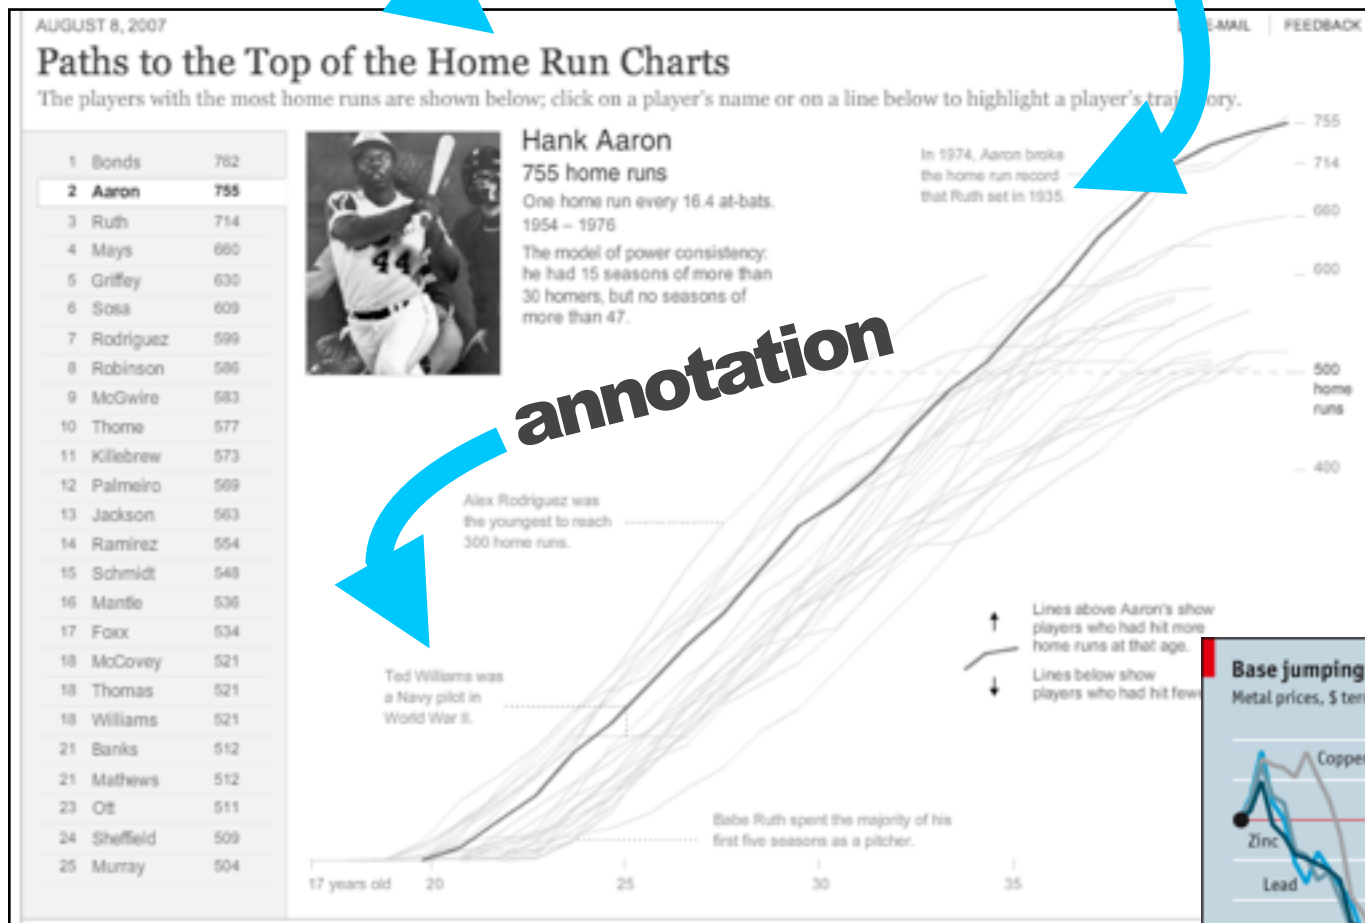 AUGUST 8, 2007
E-MAIL
FEEDBACK
Paths to the Top of the Home Run Charts
The players with the most home runs are shown below; click on a player's name or on a line below to highlight a player's
1 Bonds 762
2 Aaron 755
3 Ruth 714
4 Mays 660
5 Griffey 630
6 Sosa 609
7 Rodriguez 599
8 Robinson 586
9 McGwire 583
10 Thome 577
11 Killebrew 573
12 Palmeiro 569
13 Jackson 563
14 Ramirez 554
15 Schmidt 548
16 Mantle 536
17 Foxx 534
18 McCovey 521
18 Thomas 521
18 Williams 521
21 Banks 512
21 Mathews 512
23 Ott 511
24 Sheffield 509
25 Murray 504
44
Hank Aaron
755 home runs
One home run every 16.4 at-bats.
1954 – 1976
The model of power consistency:
he had 15 seasons of more than
30 homers, but no seasons of
more than 47.
In 1974, Aaron broke
the home run record
that Ruth set in 1935.
755
714
660
600
500
home
runs
400
annotation
Alex Rodriguez was
the youngest to reach
300 home runs.
Ted Williams was
a Navy pilot in
World War II.
Lines above Aaron's show
players who had hit more
home runs at that age.
Lines below show
players who had hit
Babe Ruth spent the majority of his
first five seasons as a pitcher.
17 years old
20
25
30
35
Base jumping
Metal prices, $
Copper
Zinc
Lead